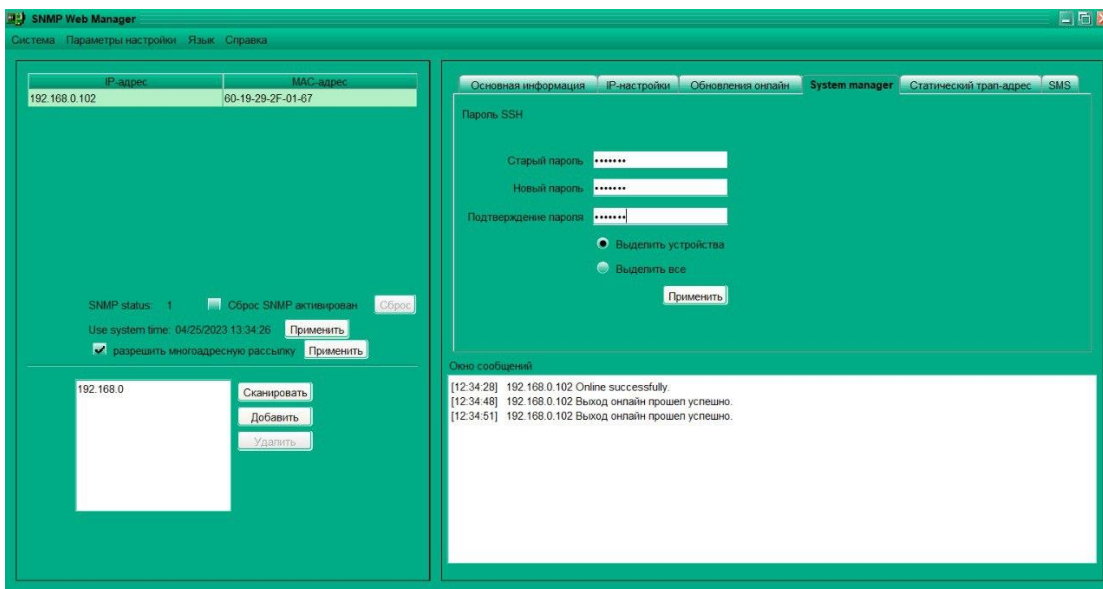 SNMP Web Manager
Система Параметры настройки Язык Справка
IP-адрес MAC-адрес
192.168.0.102 60-19-29-2F-01-67
SNMP status: 1 Сброс SNMP активирован Сброс
Use system time: 04/25/2023 13:34:26 Применить
разрешить многоадресную рассылку Применить
192.168.0
Сканировать
Добавить
Удалить
Основная информация IP-настройки Обновления онлайн System manager Статический трап-адрес SMS
Пароль SSH
Старый пароль •••••••
Новый пароль •••••••
Подтверждение пароля •••••••
Выделить устройства
Выделить все
Применить
Окно сообщений
[12:34:28] 192.168.0.102 Online successfully.
[12:34:48] 192.168.0.102 Выход онлайн прошел успешно.
[12:34:51] 192.168.0.102 Выход онлайн прошел успешно.